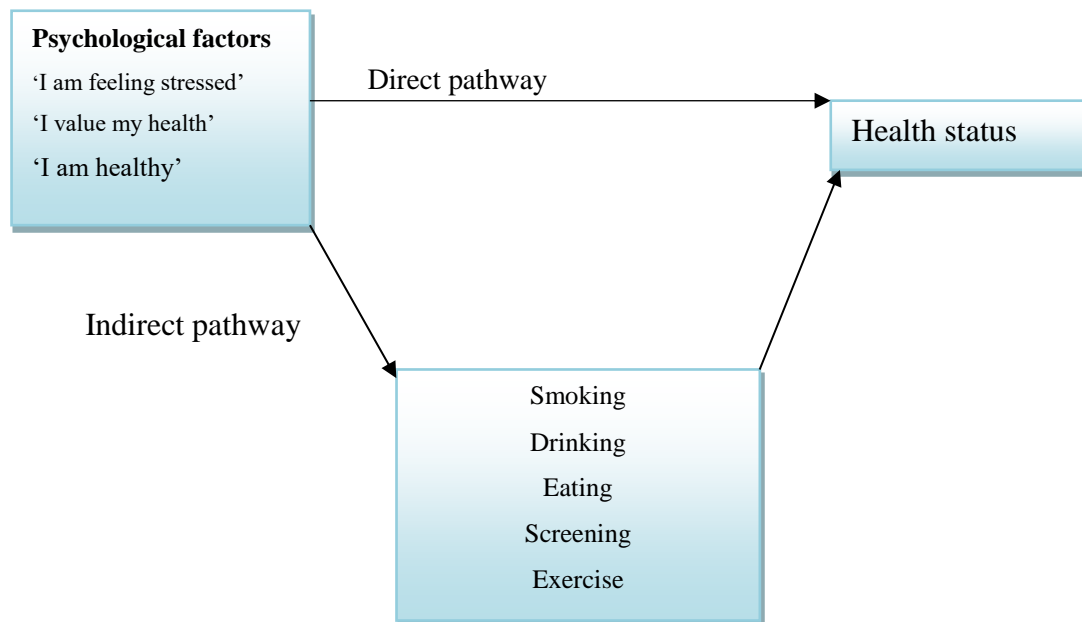 Psychological factors
‘I am feeling stressed’
‘I value my health’
‘I am healthy’
Direct pathway
Health status
Indirect pathway
Smoking
Drinking
Eating
Screening
Exercise